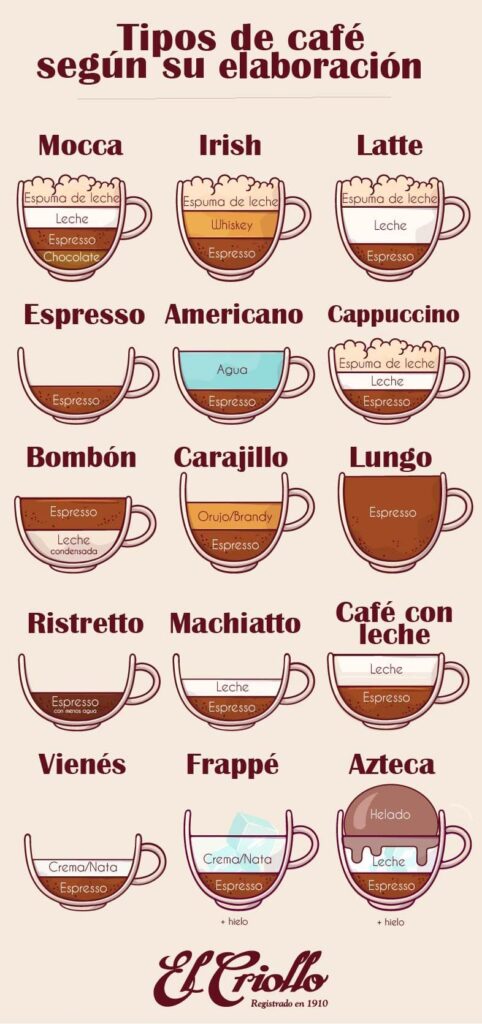 Tipos de café
según su elaboración
Mocca
Irish
Latte
Espuma de leche
Leche
Espresso
Chocolate
Espuma de leche
Whiskey
Espresso
Espuma de leche
Leche
Espresso
Espresso
Americano
Cappuccino
Espresso
Agua
Espresso
Espuma de leche
Leche
Espresso
Bombón
Carajillo
Lungo
Espresso
Leche
condensada
Orujo/Brandy
Espresso
Espresso
Ristretto
Machiatto
Café con
leche
Espresso
con menos agua
Leche
Espresso
Leche
Espresso
Vienés
Frappé
Azteca
Crema/Nata
Espresso
Crema/Nata
Espresso
+ hielo
Helado
Leche
Espresso
+ hielo
El Criollo
Registrado en 1910